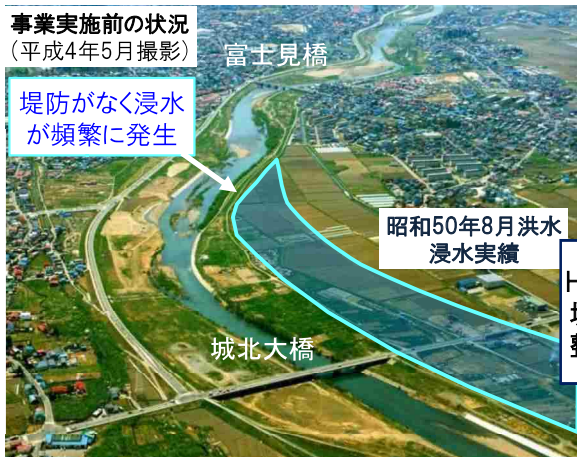 事業実施前の状況
(平成4年5月撮影)
富士見橋
堤防がなく浸水
が頻繁に発生
昭和50年8月洪水
浸水実績
城北大橋